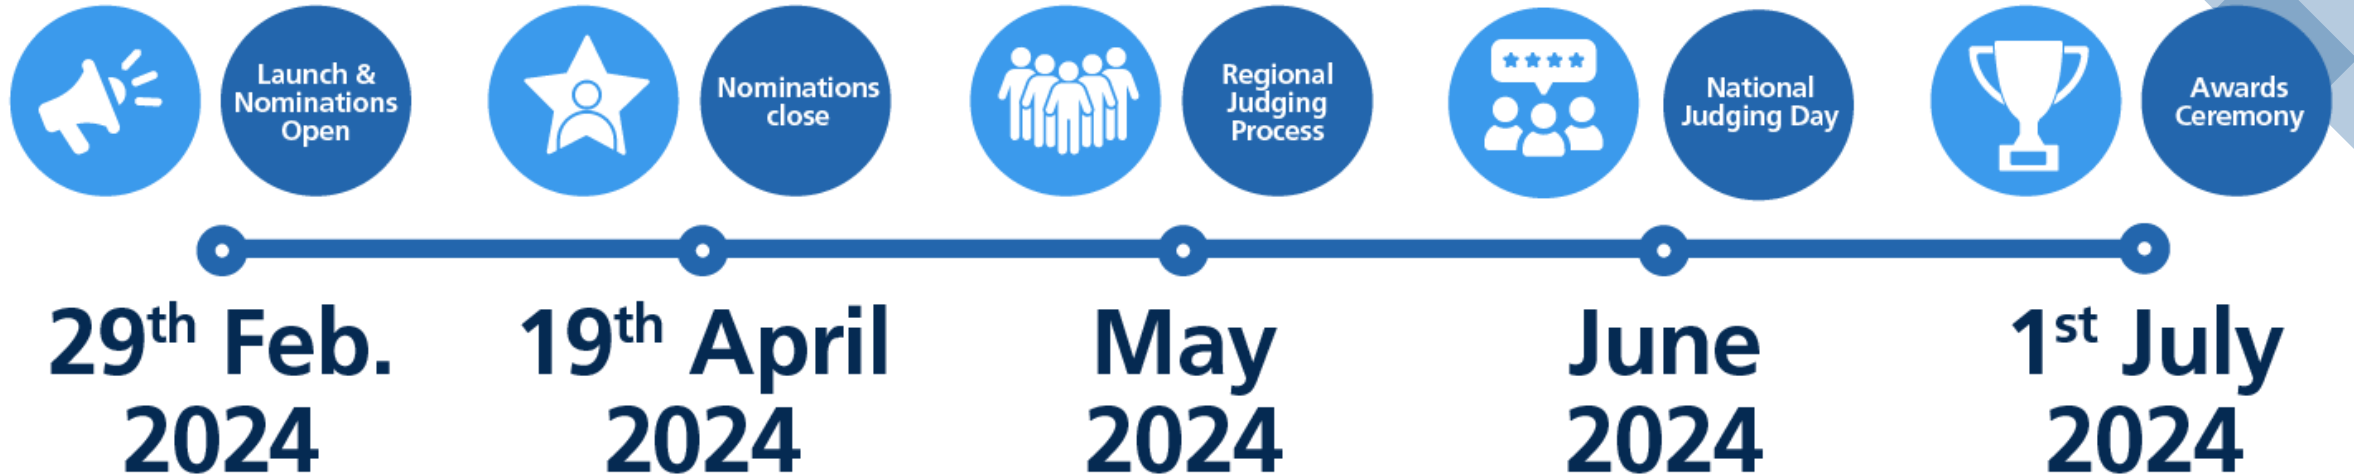 Launch &
Nominations
Open
Nominations
close
Regional
Judging
Process
National
Judging Day
Awards
Ceremony
29th Feb.
2024
19th April
2024
May
2024
June
2024
1st July
2024